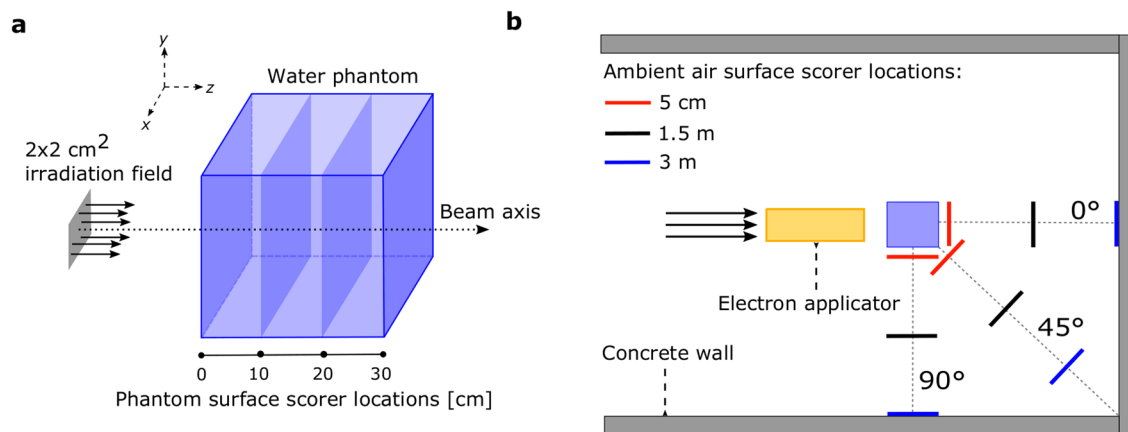 a
y
z
x
Water phantom
2x2 cm²
irradiation field
Beam axis
0 10 20 30
Phantom surface scorer locations [cm]
b
Ambient air surface scorer locations:
5 cm
1.5 m
3 m
0°
Electron applicator
45°
Concrete wall
90°